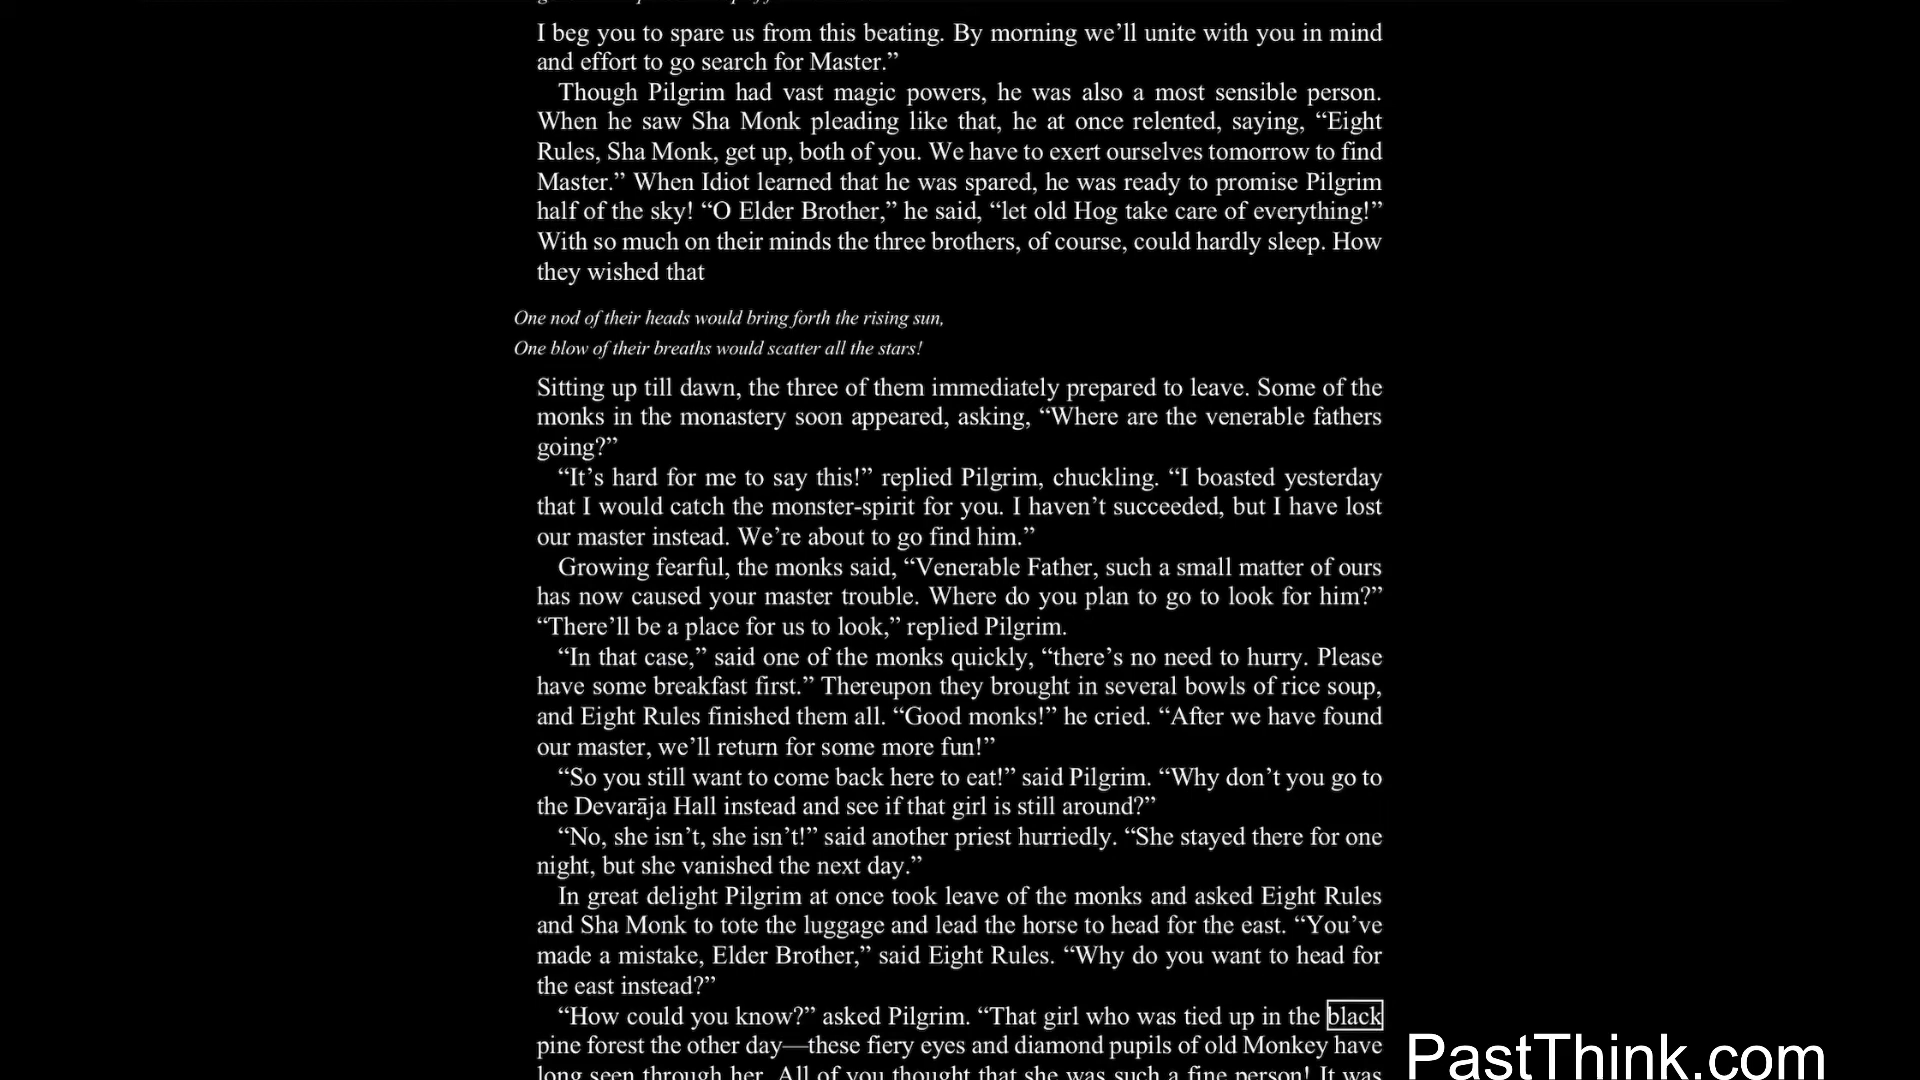 I beg you to spare us from this beating. By morning we’ll unite with you in mind
and effort to go search for Master.”
Though Pilgrim had vast magic powers, he was also a most sensible person.
When he saw Sha Monk pleading like that, he at once relented, saying, “Eight
Rules, Sha Monk, get up, both of you. We have to exert ourselves tomorrow to find
Master.” When Idiot learned that he was spared, he was ready to promise Pilgrim
half of the sky! “O Elder Brother,” he said, “let old Hog take care of everything!”
With so much on their minds the three brothers, of course, could hardly sleep. How
they wished that
One nod of their heads would bring forth the rising sun,
One blow of their breaths would scatter all the stars!
Sitting up till dawn, the three of them immediately prepared to leave. Some of the
monks in the monastery soon appeared, asking, “Where are the venerable fathers
going?”
“It’s hard for me to say this!” replied Pilgrim, chuckling. “I boasted yesterday
that I would catch the monster-spirit for you. I haven’t succeeded, but I have lost
our master instead. We’re about to go find him.”
Growing fearful, the monks said, “Venerable Father, such a small matter of ours
has now caused your master trouble. Where do you plan to go to look for him?”
“There’ll be a place for us to look,” replied Pilgrim.
“In that case,” said one of the monks quickly, “there’s no need to hurry. Please
have some breakfast first.” Thereupon they brought in several bowls of rice soup,
and Eight Rules finished them all. “Good monks!” he cried. “After we have found
our master, we’ll return for some more fun!”
“So you still want to come back here to eat!” said Pilgrim. “Why don’t you go to
the Devarāja Hall instead and see if that girl is still around?”
“No, she isn’t, she isn’t!” said another priest hurriedly. “She stayed there for one
night, but she vanished the next day.”
In great delight Pilgrim at once took leave of the monks and asked Eight Rules
and Sha Monk to tote the luggage and lead the horse to head for the east. “You’ve
made a mistake, Elder Brother,” said Eight Rules. “Why do you want to head for
the east instead?”
“How could you know?” asked Pilgrim. “That girl who was tied up in the black
pine forest the other day—these fiery eyes and diamond pupils of old Monkey have
long seen through her. All of you thought that she was such a fine person! It was
PastThink.com